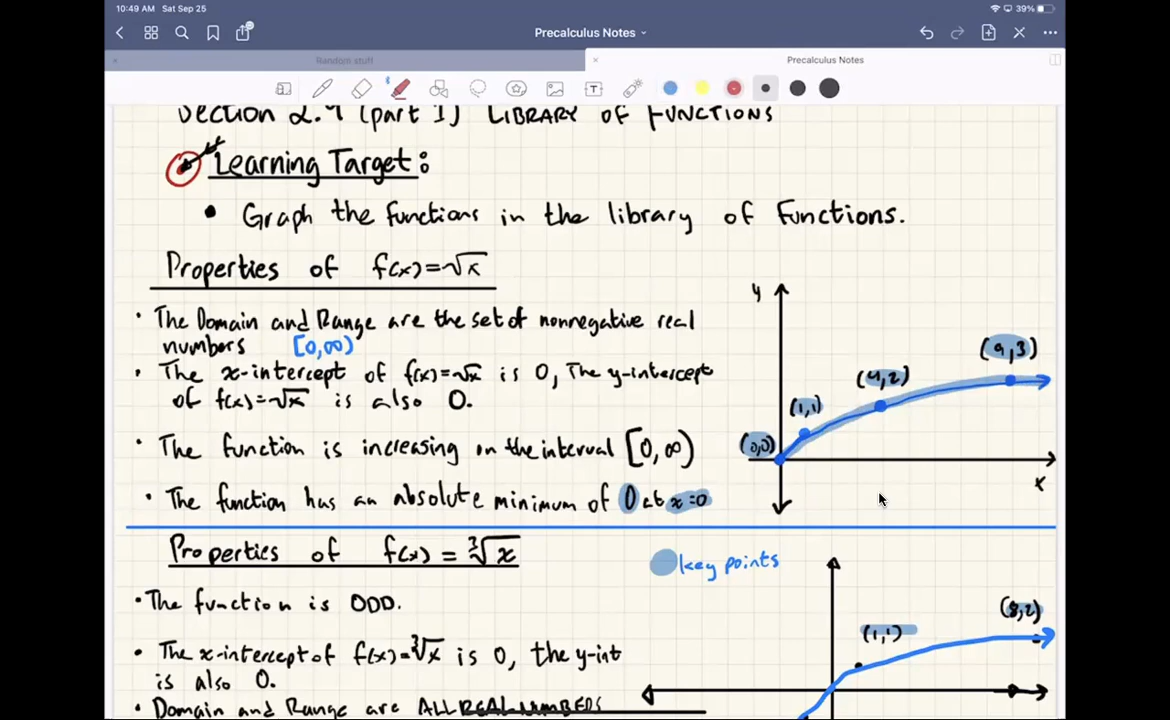 10:49 AM Sat Sep 25
39%
Precalculus Notes
Random stuff
Precalculus Notes
Section 2.4 (part I) LIBRARY OF FUNCTIONS
Learning Target:
• Graph the functions in the library of Functions.
Properties of f(x)=√x
• The Domain and Range are the set of nonnegative real
numbers [0,∞)
• The x-intercept of f(x)=√x is 0, The y-intercept
of f(x)=√x is also 0.
• The function is increasing on the interval [0,∞)
• The function has an absolute minimum of 0 at x=0
y
(9,3)
(4,2)
(1,1)
(0,0)
x
Properties of f(x) = ∛x
key points
• The function is ODD.
• The x-intercept of f(x)=∛x is 0, the y-int
is also 0.
• Domain and Range are ALL REAL NUMBERS
(8,2)
(1,1)